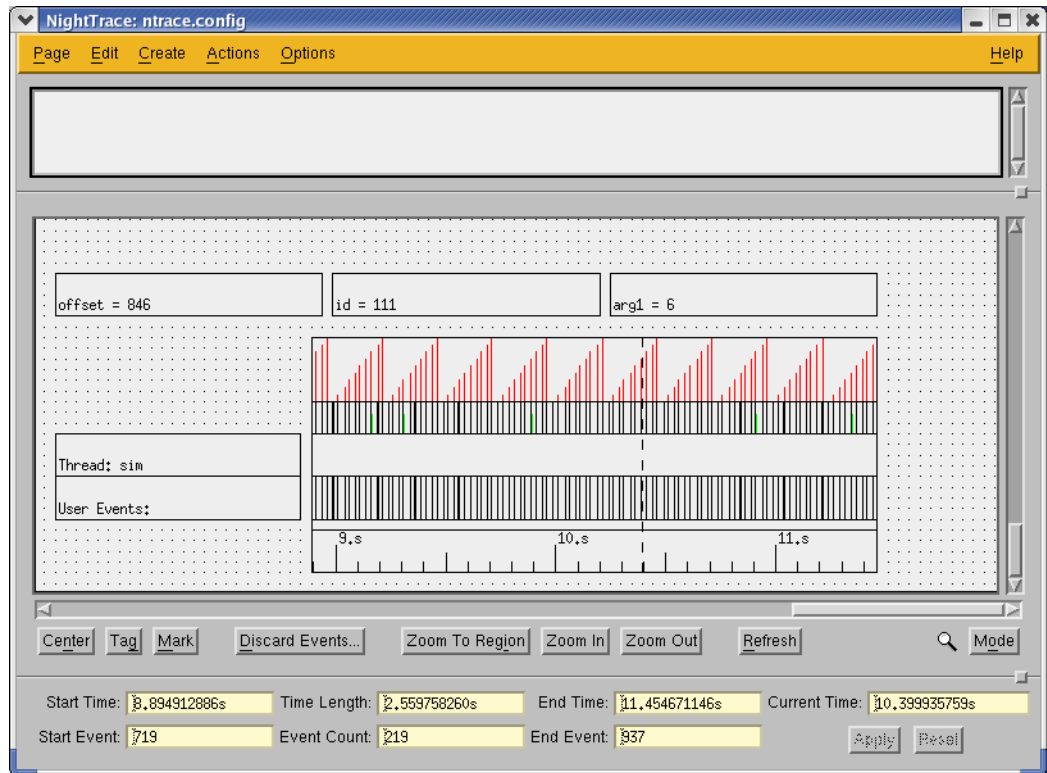 NightTrace: ntrace.config
Page Edit Create Actions Options Help
offset = 846 id = 111 arg1 = 6
Thread: sim
User Events:
9.s 10.s 11.s
Center Tag Mark Discard Events... Zoom To Region Zoom In Zoom Out Refresh Mode
Start Time: 8.894912886s Time Length: 2.559758260s End Time: 11.454671146s Current Time: 10.399935759s
Start Event: 719 Event Count: 219 End Event: 937 Apply Reset